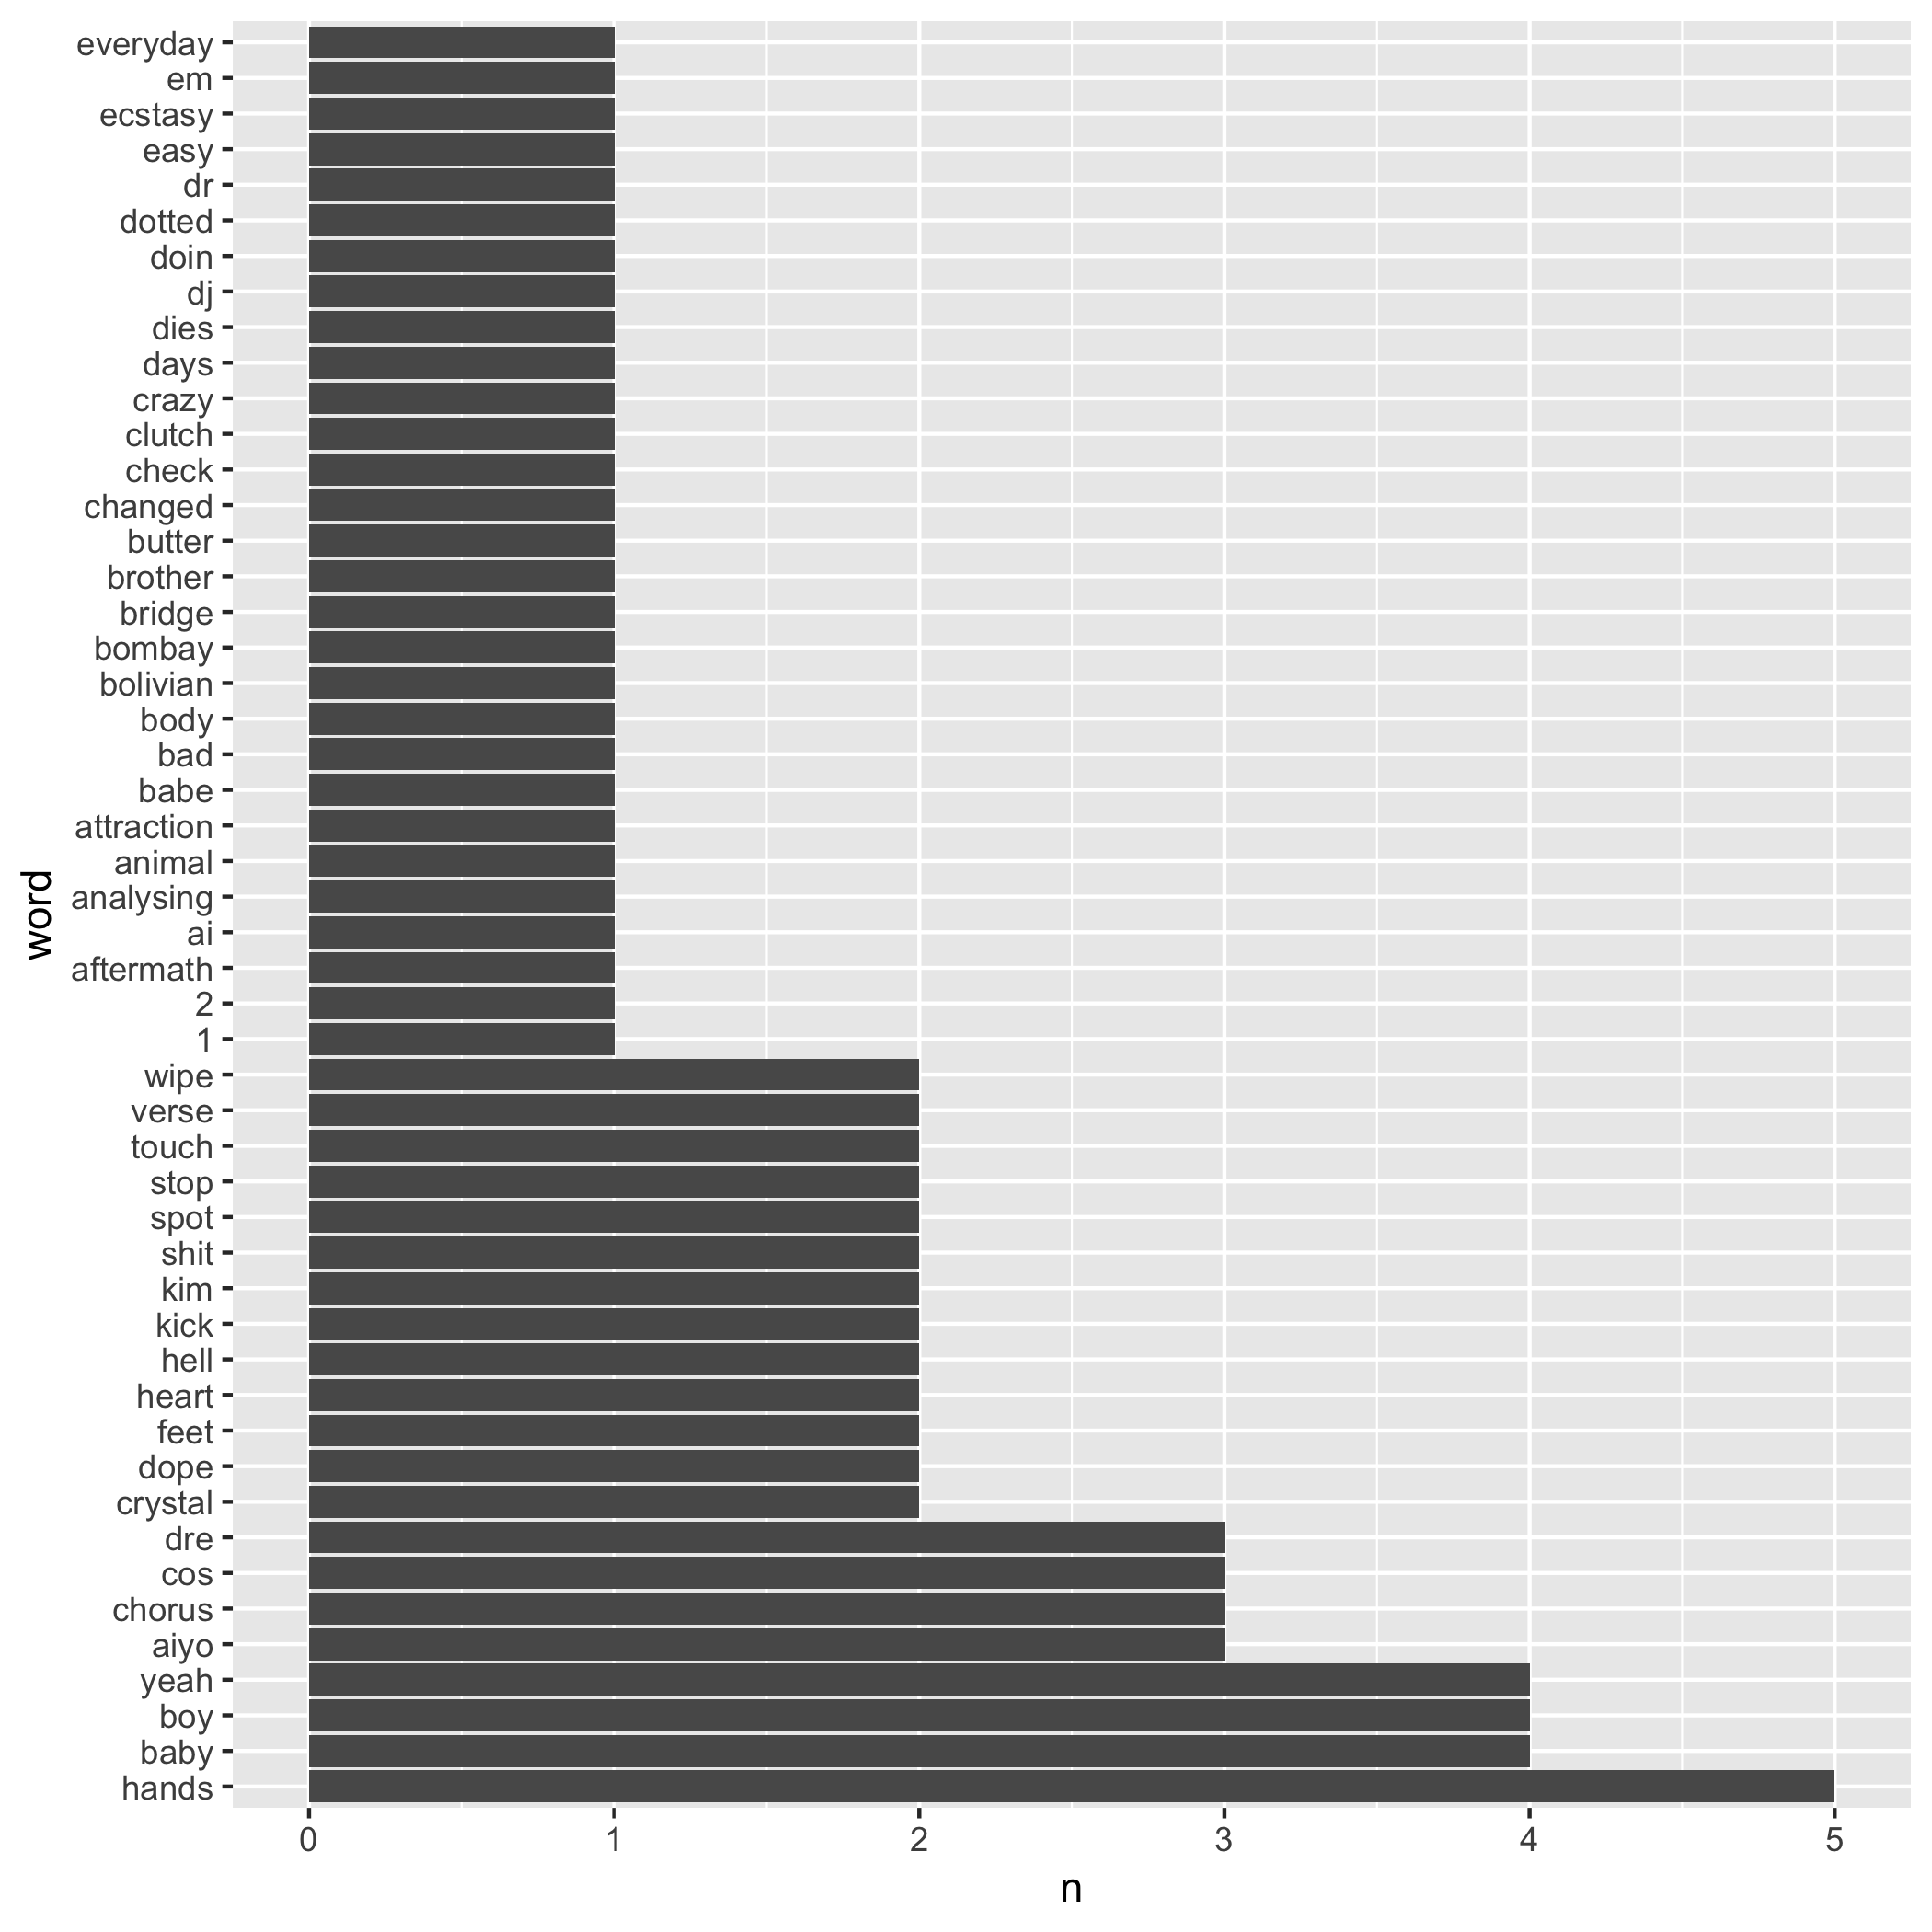 everyday
em
ecstasy
easy
dr
dotted
doin
dj
dies
days
crazy
clutch
check
changed
butter
brother
bridge
bombay
bolivian
body
bad
babe
attraction
animal
analysing
ai
aftermath
2
1
wipe
verse
touch
stop
spot
shit
kim
kick
hell
heart
feet
dope
crystal
dre
cos
chorus
aiyo
yeah
boy
baby
hands
word
0 1 2 3 4 5
n